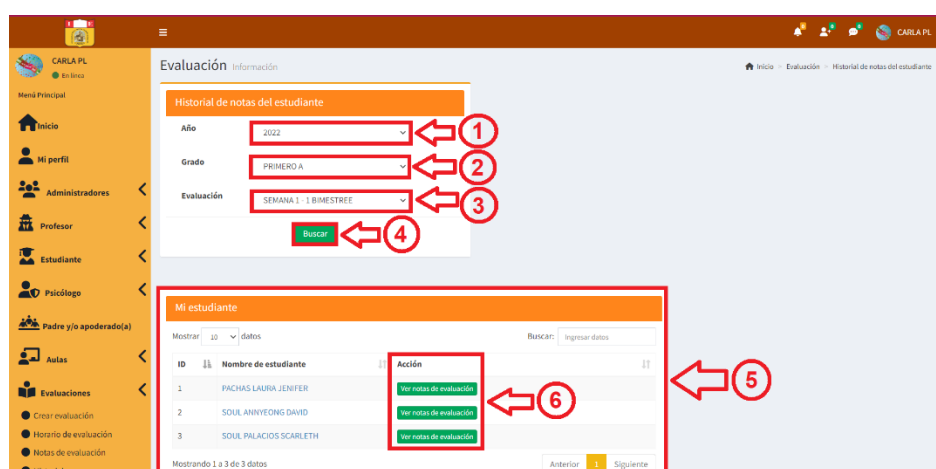 CARLA PL
CARLA PL
En línea
Evaluación Información
Inicio > Evaluación > Historial de notas del estudiante
Menú Principal
Inicio
Mi perfil
Administradores
Profesor
Estudiante
Psicólogo
Padre y/o apoderado(a)
Aulas
Evaluaciones
Crear evaluación
Horario de evaluación
Notas de evaluación
Historial de notas del estudiante
Año
2022
1
Grado
PRIMERO A
2
Evaluación
SEMANA 1 - 1 BIMESTREE
3
Buscar
4
Mi estudiante
Mostrar 10 datos
Buscar: Ingresar datos
ID Nombre de estudiante Acción
1 PACHAS LAURA JENIFER Ver notas de evaluación
2 SOUL ANNYEONG DAVID Ver notas de evaluación
3 SOUL PALACIOS SCARLETH Ver notas de evaluación
5
6
Mostrando 1 a 3 de 3 datos
Anterior 1 Siguiente